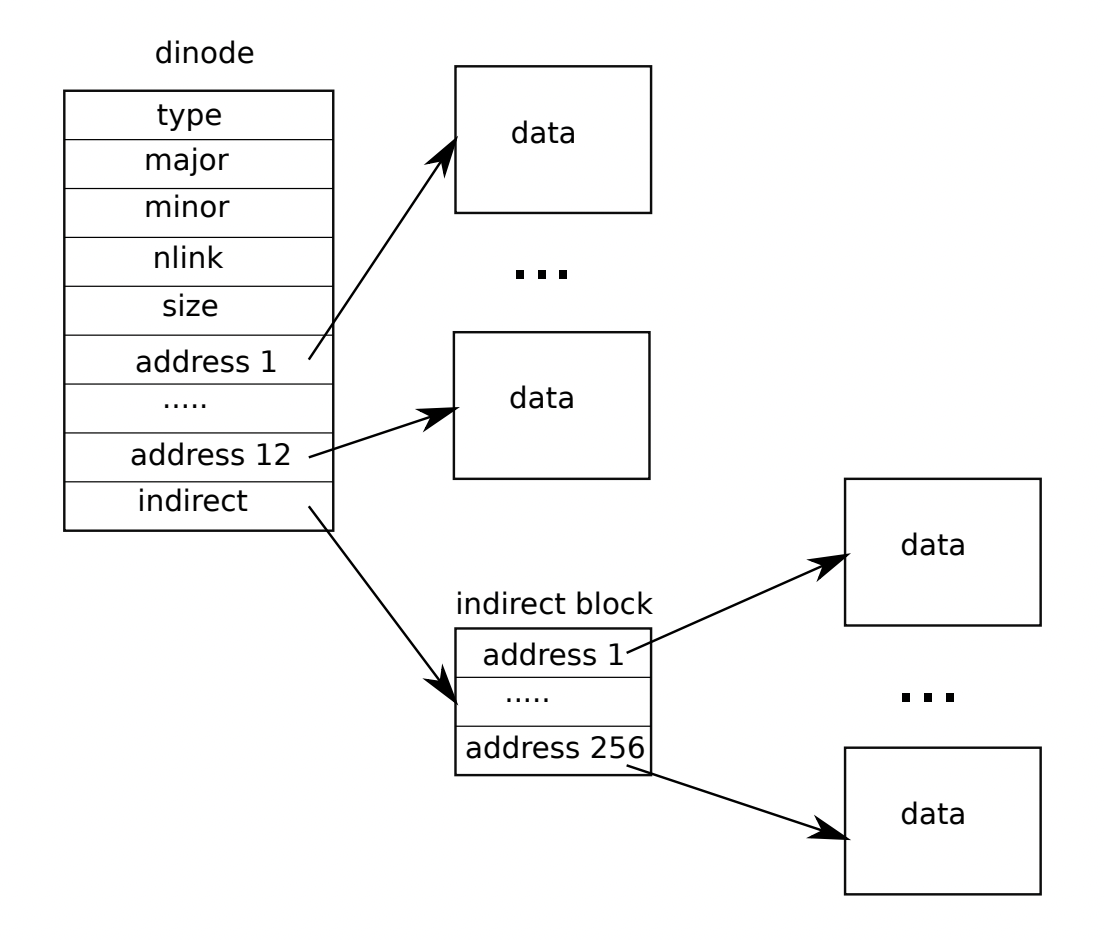 dinode
type
major
minor
nlink
size
address 1
.....
address 12
indirect
data
...
data
indirect block
address 1
.....
address 256
data
...
data